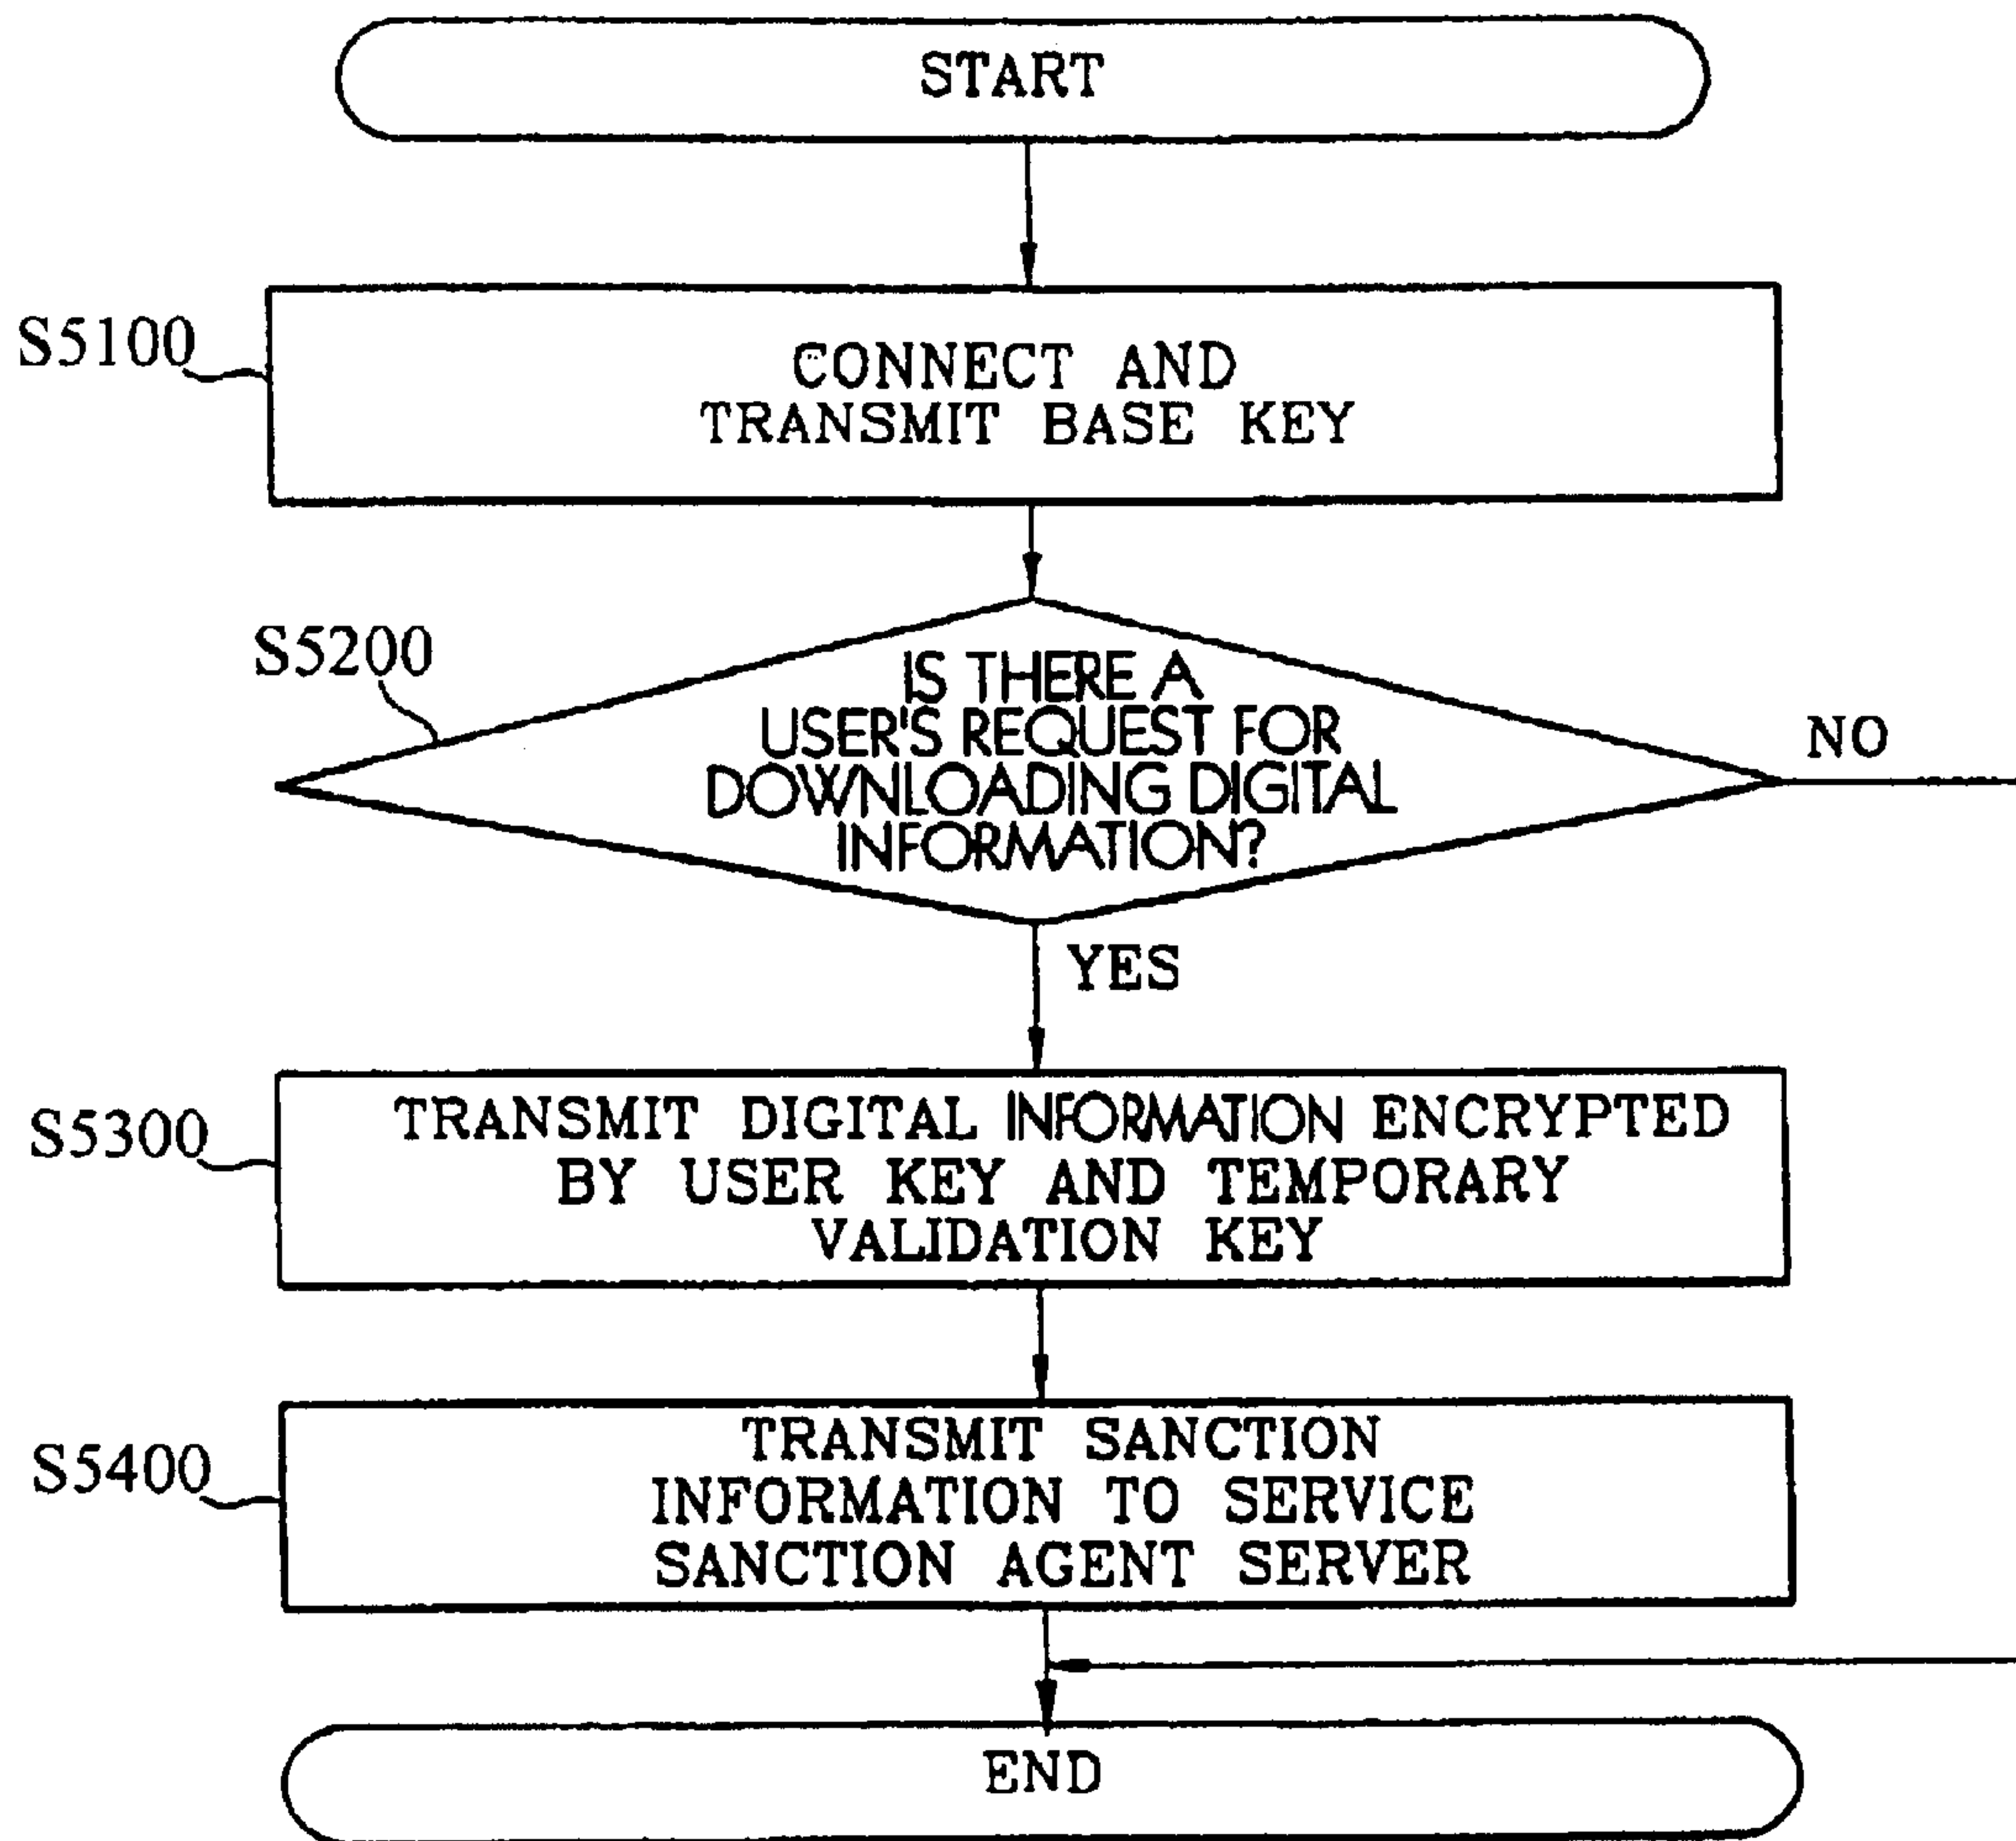 START
S5100
CONNECT AND
TRANSMIT BASE KEY
S5200
IS THERE A
USER'S REQUEST FOR
DOWNLOADING DIGITAL
INFORMATION?
NO
YES
S5300
TRANSMIT DIGITAL INFORMATION ENCRYPTED
BY USER KEY AND TEMPORARY
VALIDATION KEY
S5400
TRANSMIT SANCTION
INFORMATION TO SERVICE
SANCTION AGENT SERVER
END